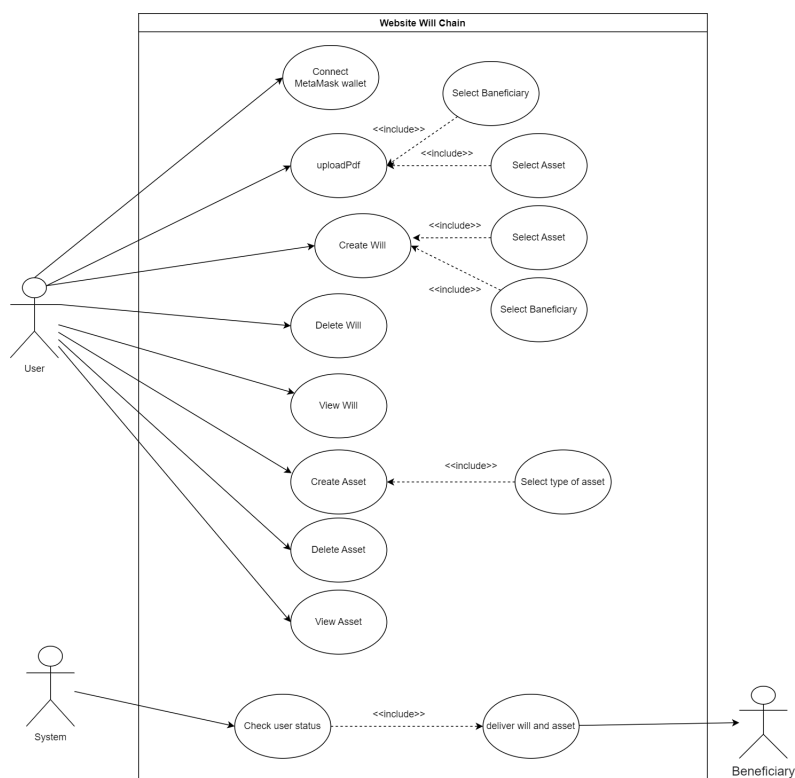 Website Will Chain
Connect
MetaMask wallet
Select Baneficiary
<<include>>
uploadPdf
<<include>>
Select Asset
Create Will
<<include>>
Select Asset
<<include>>
Select Baneficiary
Delete Will
User
View Will
Create Asset
<<include>>
Select type of asset
Delete Asset
View Asset
System
Check user status
<<include>>
deliver will and asset
Beneficiary